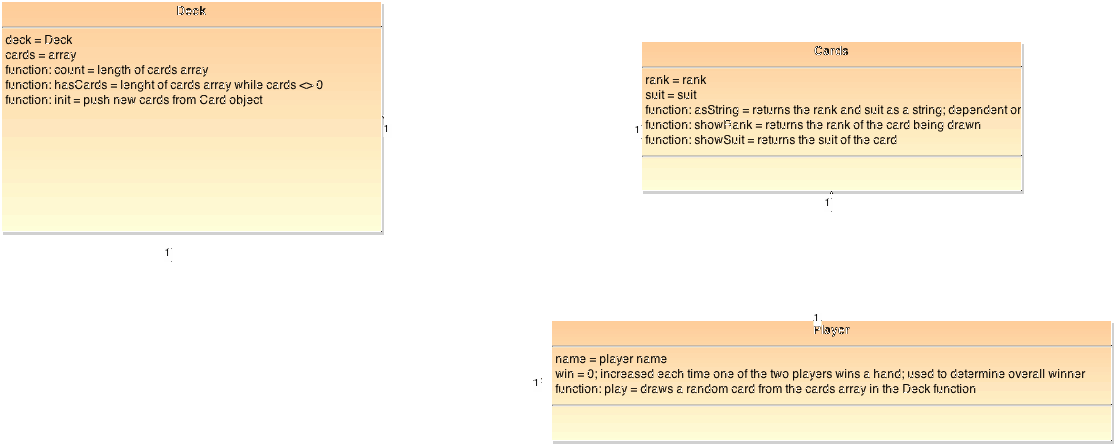 Deck
deck = Deck
cards = array
function: count = length of cards array
function: hasCards = lenght of cards array while cards <> 0
function: init = push new cards from Card object
1
1
Cards
rank = rank
suit = suit
function: asString = returns the rank and suit as a string; dependent or
function: showRank = returns the rank of the card being drawn
function: showSuit = returns the suit of the card
1
1
1
Player
name = player name
win = 0; increased each time one of the two players wins a hand; used to determine overall winner
function: play = draws a random card from the cards array in the Deck function
1